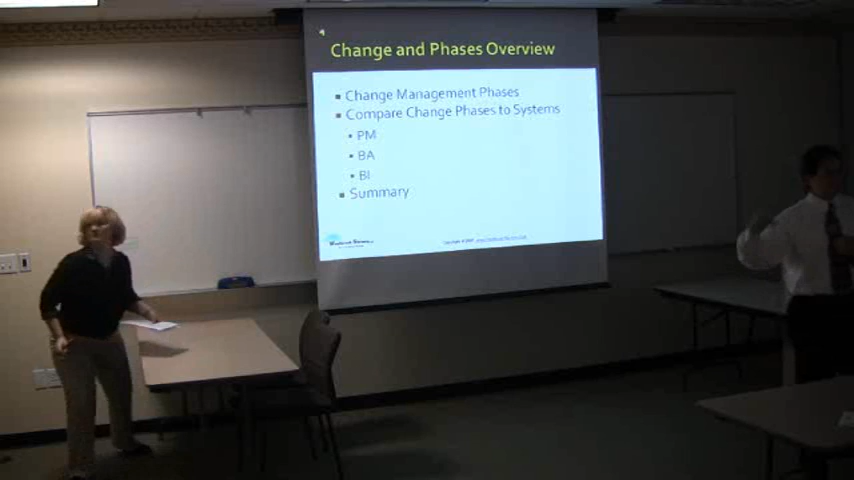 Change and Phases Overview
Change Management Phases
Compare Change Phases to Systems
PM
BA
BI
Summary